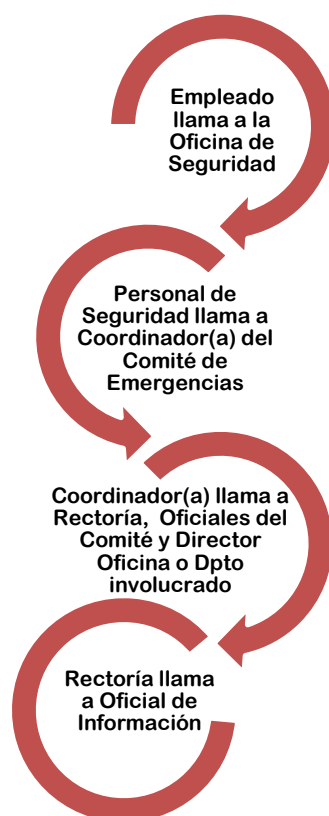 Empleado
llama a la
Oficina de
Seguridad
Personal de
Seguridad llama a
Coordinador(a) del
Comité de
Emergencias
Coordinador(a) llama a
Rectoría, Oficiales del
Comité y Director
Oficina o Dpto
involucrado
Rectoría llama
a Oficial de
Información